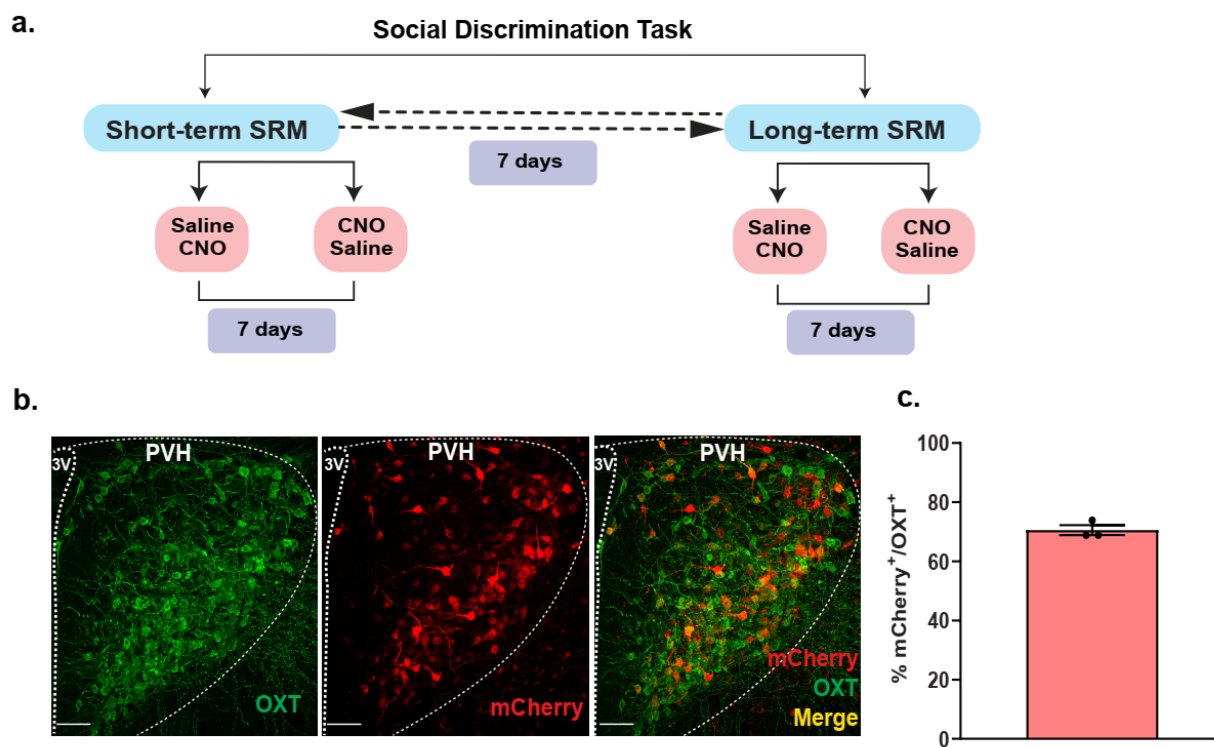 a.
Social Discrimination Task
Short-term SRM
Long-term SRM
7 days
Saline
CNO
CNO
Saline
Saline
CNO
CNO
Saline
7 days
7 days
b.
3V
PVH
OXT
3V
PVH
mCherry
3V
PVH
mCherry
OXT
Merge
c.
% mCherry⁺/OXT⁺
100
80
60
40
20
0